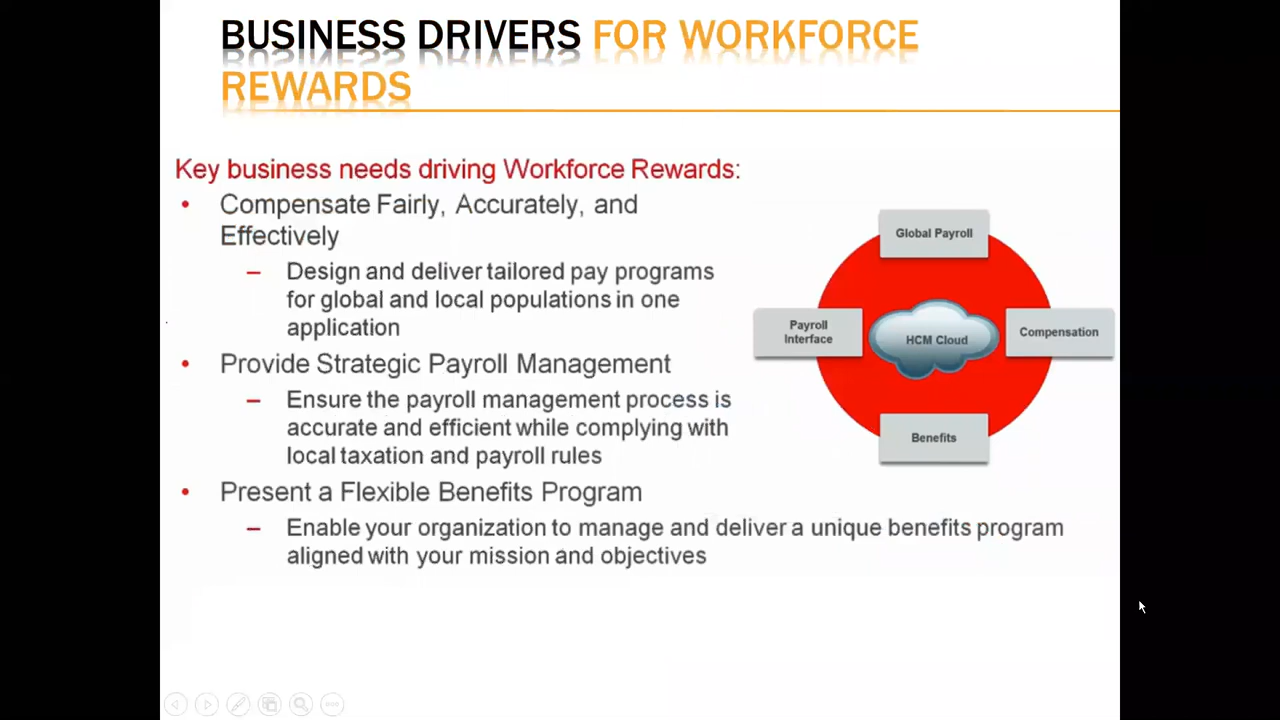 BUSINESS DRIVERS FOR WORKFORCE
REWARDS
Key business needs driving Workforce Rewards:
• Compensate Fairly, Accurately, and
Effectively
– Design and deliver tailored pay programs
for global and local populations in one
application
• Provide Strategic Payroll Management
– Ensure the payroll management process is
accurate and efficient while complying with
local taxation and payroll rules
• Present a Flexible Benefits Program
– Enable your organization to manage and deliver a unique benefits program
aligned with your mission and objectives
Global Payroll
Payroll
Interface
HCM Cloud
Compensation
Benefits